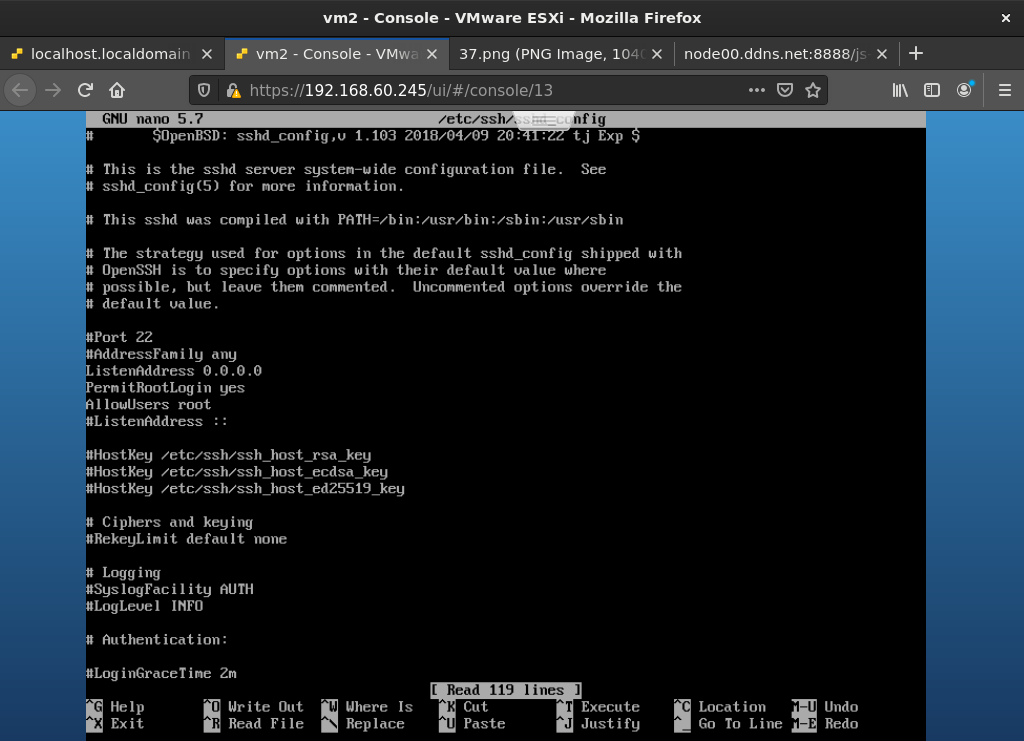 vm2 - Console - VMware ESXi - Mozilla Firefox
localhost.localdomain
vm2 - Console - VMwa
37.png (PNG Image, 104
node00.ddns.net:8888/js
https://192.168.60.245/ui/#/console/13
GNU nano 5.7 /etc/ssh/sshd_config
# $OpenBSD: sshd_config,v 1.103 2018/04/09 20:41:22 tj Exp $
# This is the sshd server system-wide configuration file.  See
# sshd_config(5) for more information.
# This sshd was compiled with PATH=/bin:/usr/bin:/sbin:/usr/sbin
# The strategy used for options in the default sshd_config shipped with
# OpenSSH is to specify options with their default value where
# possible, but leave them commented.  Uncommented options override the
# default value.
#Port 22
#AddressFamily any
ListenAddress 0.0.0.0
PermitRootLogin yes
AllowUsers root
#ListenAddress ::
#HostKey /etc/ssh/ssh_host_rsa_key
#HostKey /etc/ssh/ssh_host_ecdsa_key
#HostKey /etc/ssh/ssh_host_ed25519_key
# Ciphers and keying
#RekeyLimit default none
# Logging
#SyslogFacility AUTH
#LogLevel INFO
# Authentication:
#LoginGraceTime 2m
[ Read 119 lines ]
^G Help ^O Write Out ^W Where Is ^K Cut ^T Execute ^C Location M-U Undo
^X Exit ^R Read File ^\ Replace ^U Paste ^J Justify ^_ Go To Line M-E Redo